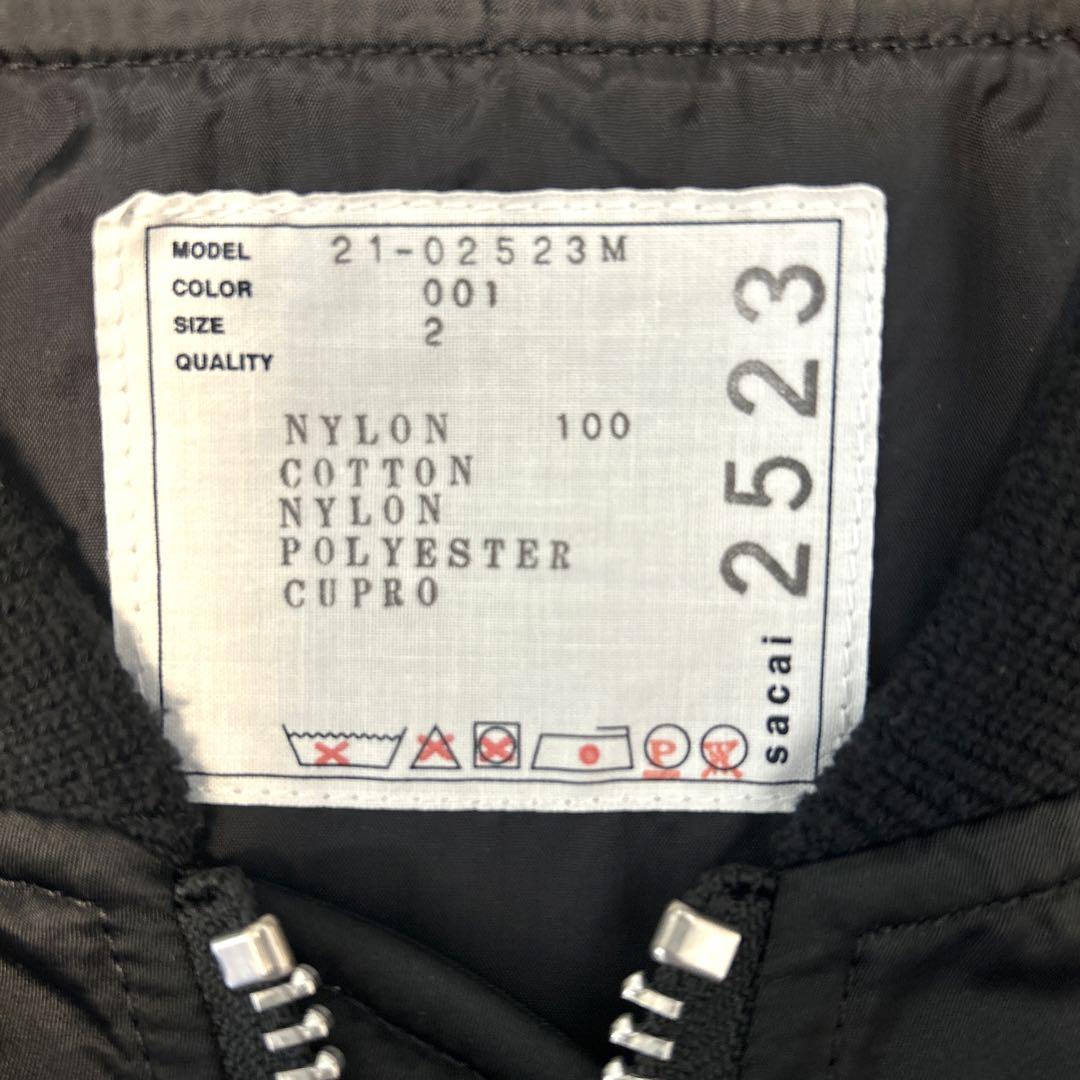 MODEL 21-02523M
COLOR 001
SIZE 2
QUALITY
NYLON 100
COTTON
NYLON
POLYESTER
CUPRO
P W
sacai 2523